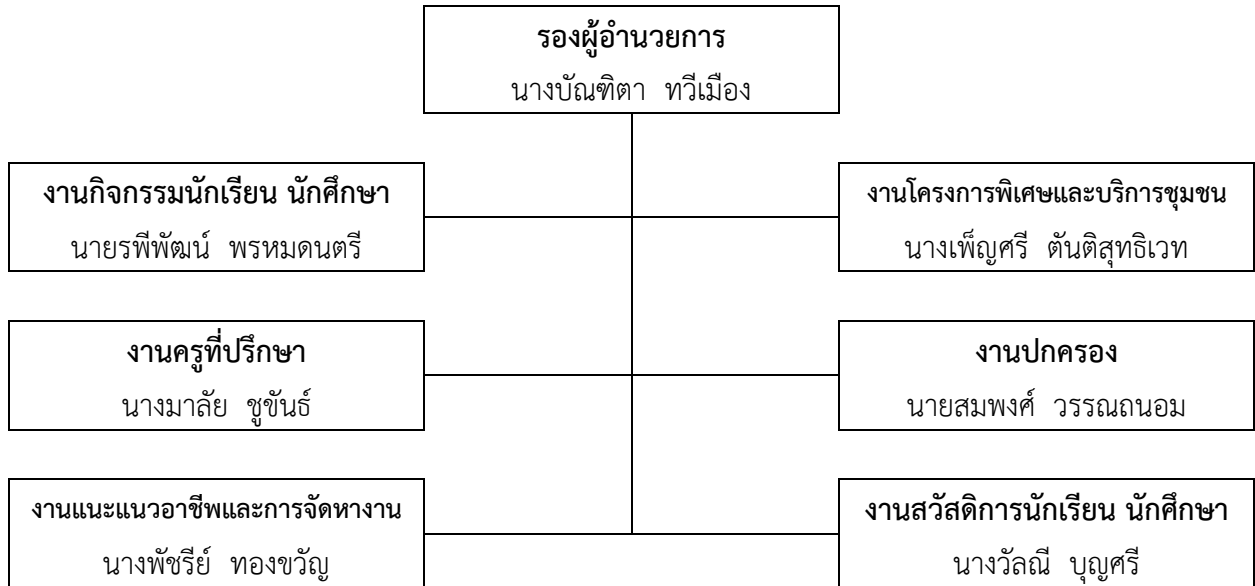 รองผู้อำนวยการ
นางบัณฑิตา ทวีเมือง
งานกิจกรรมนักเรียน นักศึกษา
นายรพีพัฒน์ พรหมดนตรี
งานโครงการพิเศษและบริการชุมชน
นางเพ็ญศรี ตันติสุทธิเวท
งานครูที่ปรึกษา
นางมาลัย ชูขันธ์
งานปกครอง
นายสมพงศ์ วรรณถนอม
งานแนะแนวอาชีพและการจัดหางาน
นางพัชรีย์ ทองขวัญ
งานสวัสดิการนักเรียน นักศึกษา
นางวัลณี บุญศรี